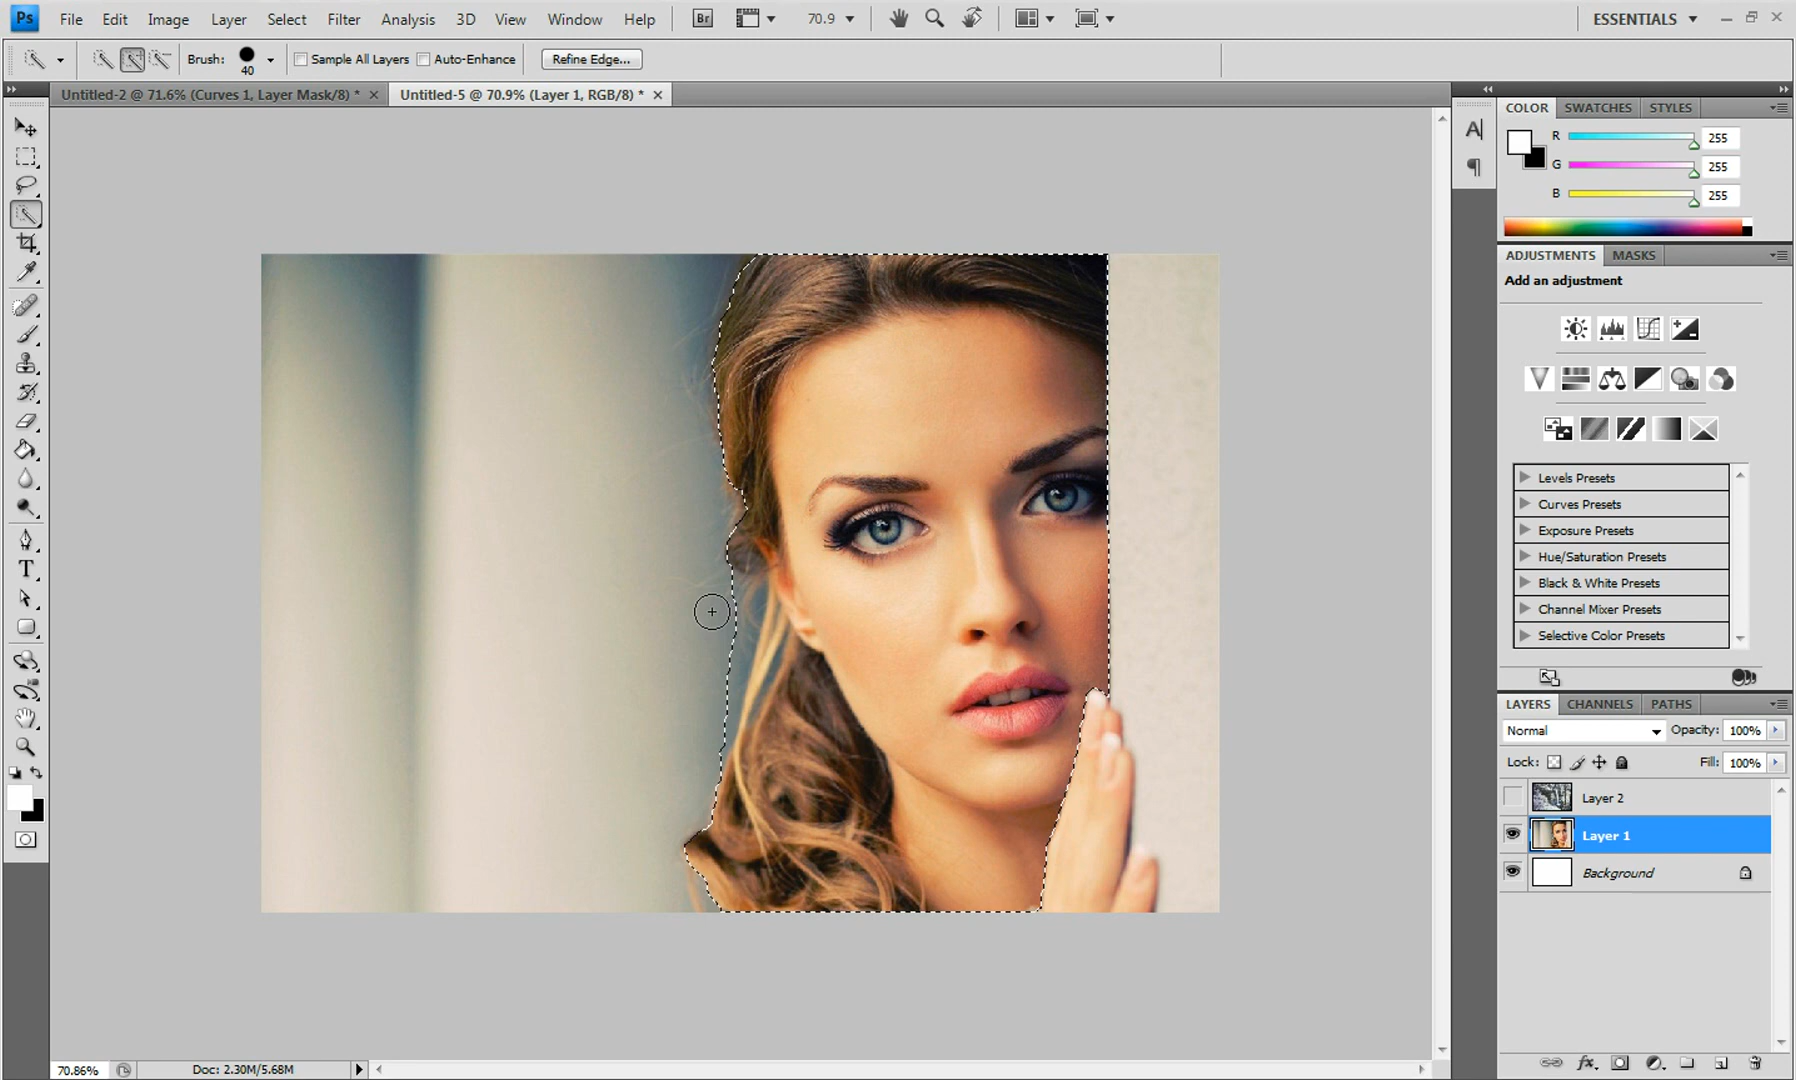 Ps File Edit Image Layer Select Filter Analysis 3D View Window Help Br 70.9 ESSENTIALS
Brush: 40 Sample All Layers Auto-Enhance Refine Edge...
Untitled-2 @ 71.6% (Curves 1, Layer Mask/8) * Untitled-5 @ 70.9% (Layer 1, RGB/8) *
COLOR SWATCHES STYLES
R 255
G 255
B 255
ADJUSTMENTS MASKS
Add an adjustment
Levels Presets
Curves Presets
Exposure Presets
Hue/Saturation Presets
Black & White Presets
Channel Mixer Presets
Selective Color Presets
LAYERS CHANNELS PATHS
Normal Opacity: 100%
Lock: Fill: 100%
Layer 2
Layer 1
Background
70.86% Doc: 2.30M/5.68M